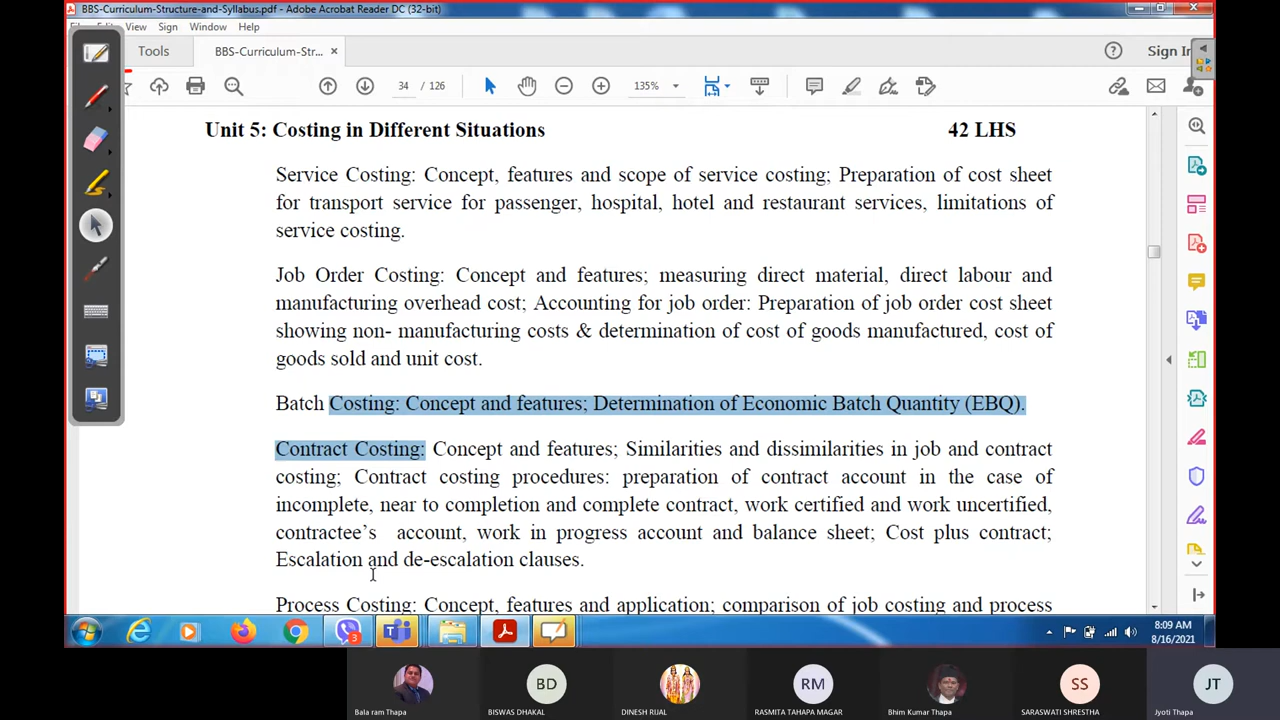 BBS-Curriculum-Structure-and-Syllabus.pdf - Adobe Acrobat Reader DC (32-bit)
View Sign Window Help
Tools
BBS-Curriculum-Str... ×
Sign In
34 / 126
135%
Unit 5: Costing in Different Situations 42 LHS
Service Costing: Concept, features and scope of service costing; Preparation of cost sheet
for transport service for passenger, hospital, hotel and restaurant services, limitations of
service costing.
Job Order Costing: Concept and features; measuring direct material, direct labour and
manufacturing overhead cost; Accounting for job order: Preparation of job order cost sheet
showing non- manufacturing costs & determination of cost of goods manufactured, cost of
goods sold and unit cost.
Batch Costing: Concept and features; Determination of Economic Batch Quantity (EBQ).
Contract Costing: Concept and features; Similarities and dissimilarities in job and contract
costing; Contract costing procedures: preparation of contract account in the case of
incomplete, near to completion and complete contract, work certified and work uncertified,
contractee's account, work in progress account and balance sheet; Cost plus contract;
Escalation and de-escalation clauses.
Process Costing: Concept, features and application; comparison of job costing and process
3
8:09 AM
8/16/2021
BD RM SS JT
Bala ram Thapa BISWAS DHAKAL DINESH RIJAL RASMITA TAHAPA MAGAR Bhim Kumar Thapa SARASWATI SHRESTHA Jyoti Thapa